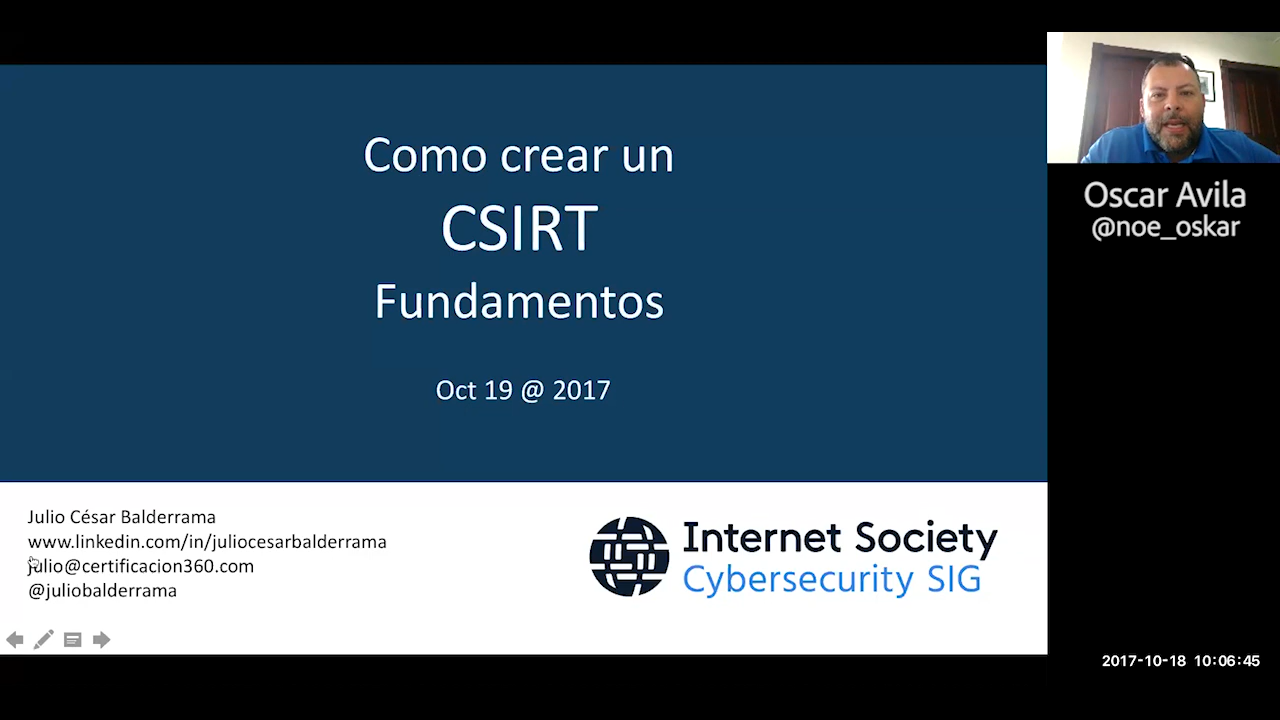 Como crear un
CSIRT
Fundamentos
Oct 19 @ 2017
Julio César Balderrama
www.linkedin.com/in/juliocesarbalderrama
julio@certificacion360.com
@juliobalderrama
Internet Society
Cybersecurity SIG
Oscar Avila
@noe_oskar
2017-10-18 10:06:45